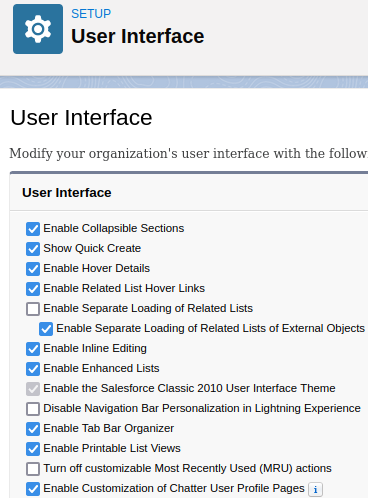 SETUP
User Interface
User Interface
Modify your organization's user interface with the follow
User Interface
Enable Collapsible Sections
Show Quick Create
Enable Hover Details
Enable Related List Hover Links
Enable Separate Loading of Related Lists
Enable Separate Loading of Related Lists of External Objects
Enable Inline Editing
Enable Enhanced Lists
Enable the Salesforce Classic 2010 User Interface Theme
Disable Navigation Bar Personalization in Lightning Experience
Enable Tab Bar Organizer
Enable Printable List Views
Turn off customizable Most Recently Used (MRU) actions
Enable Customization of Chatter User Profile Pages i